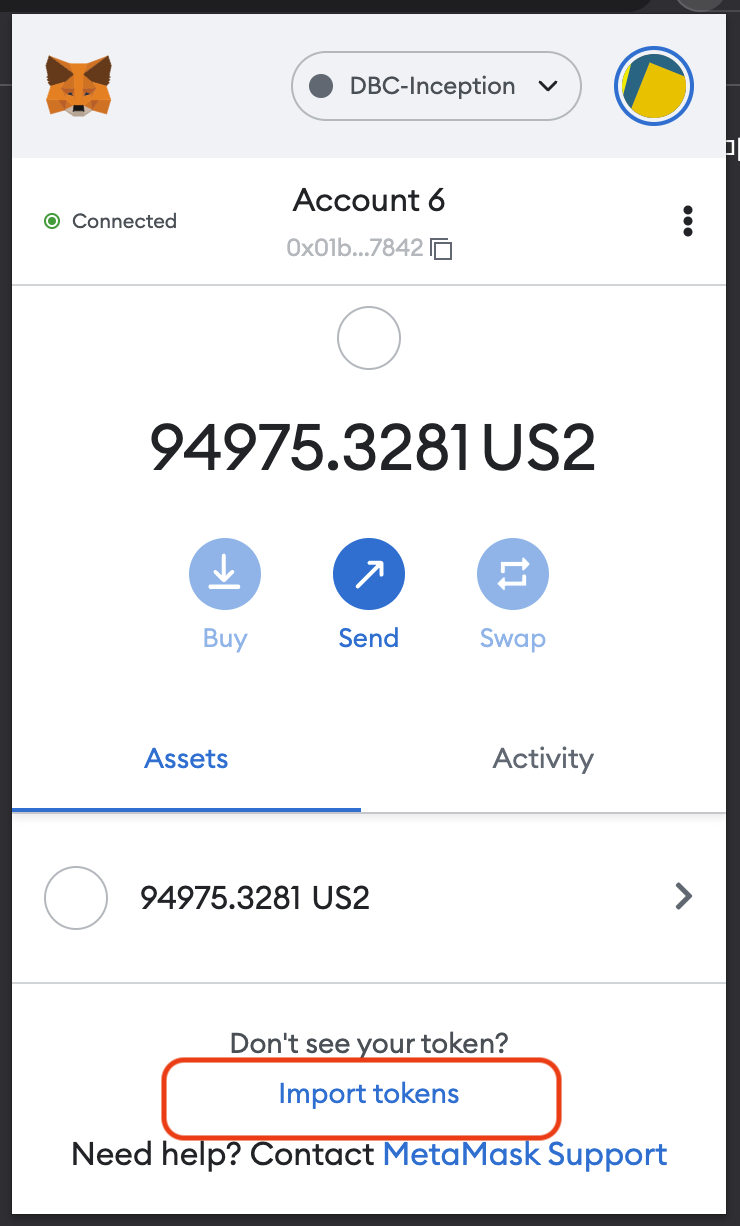 DBC-Inception
Connected
Account 6
0x01b...7842
94975.3281 US2
Buy
Send
Swap
Assets
Activity
94975.3281 US2
Don't see your token?
Import tokens
Need help? Contact MetaMask Support